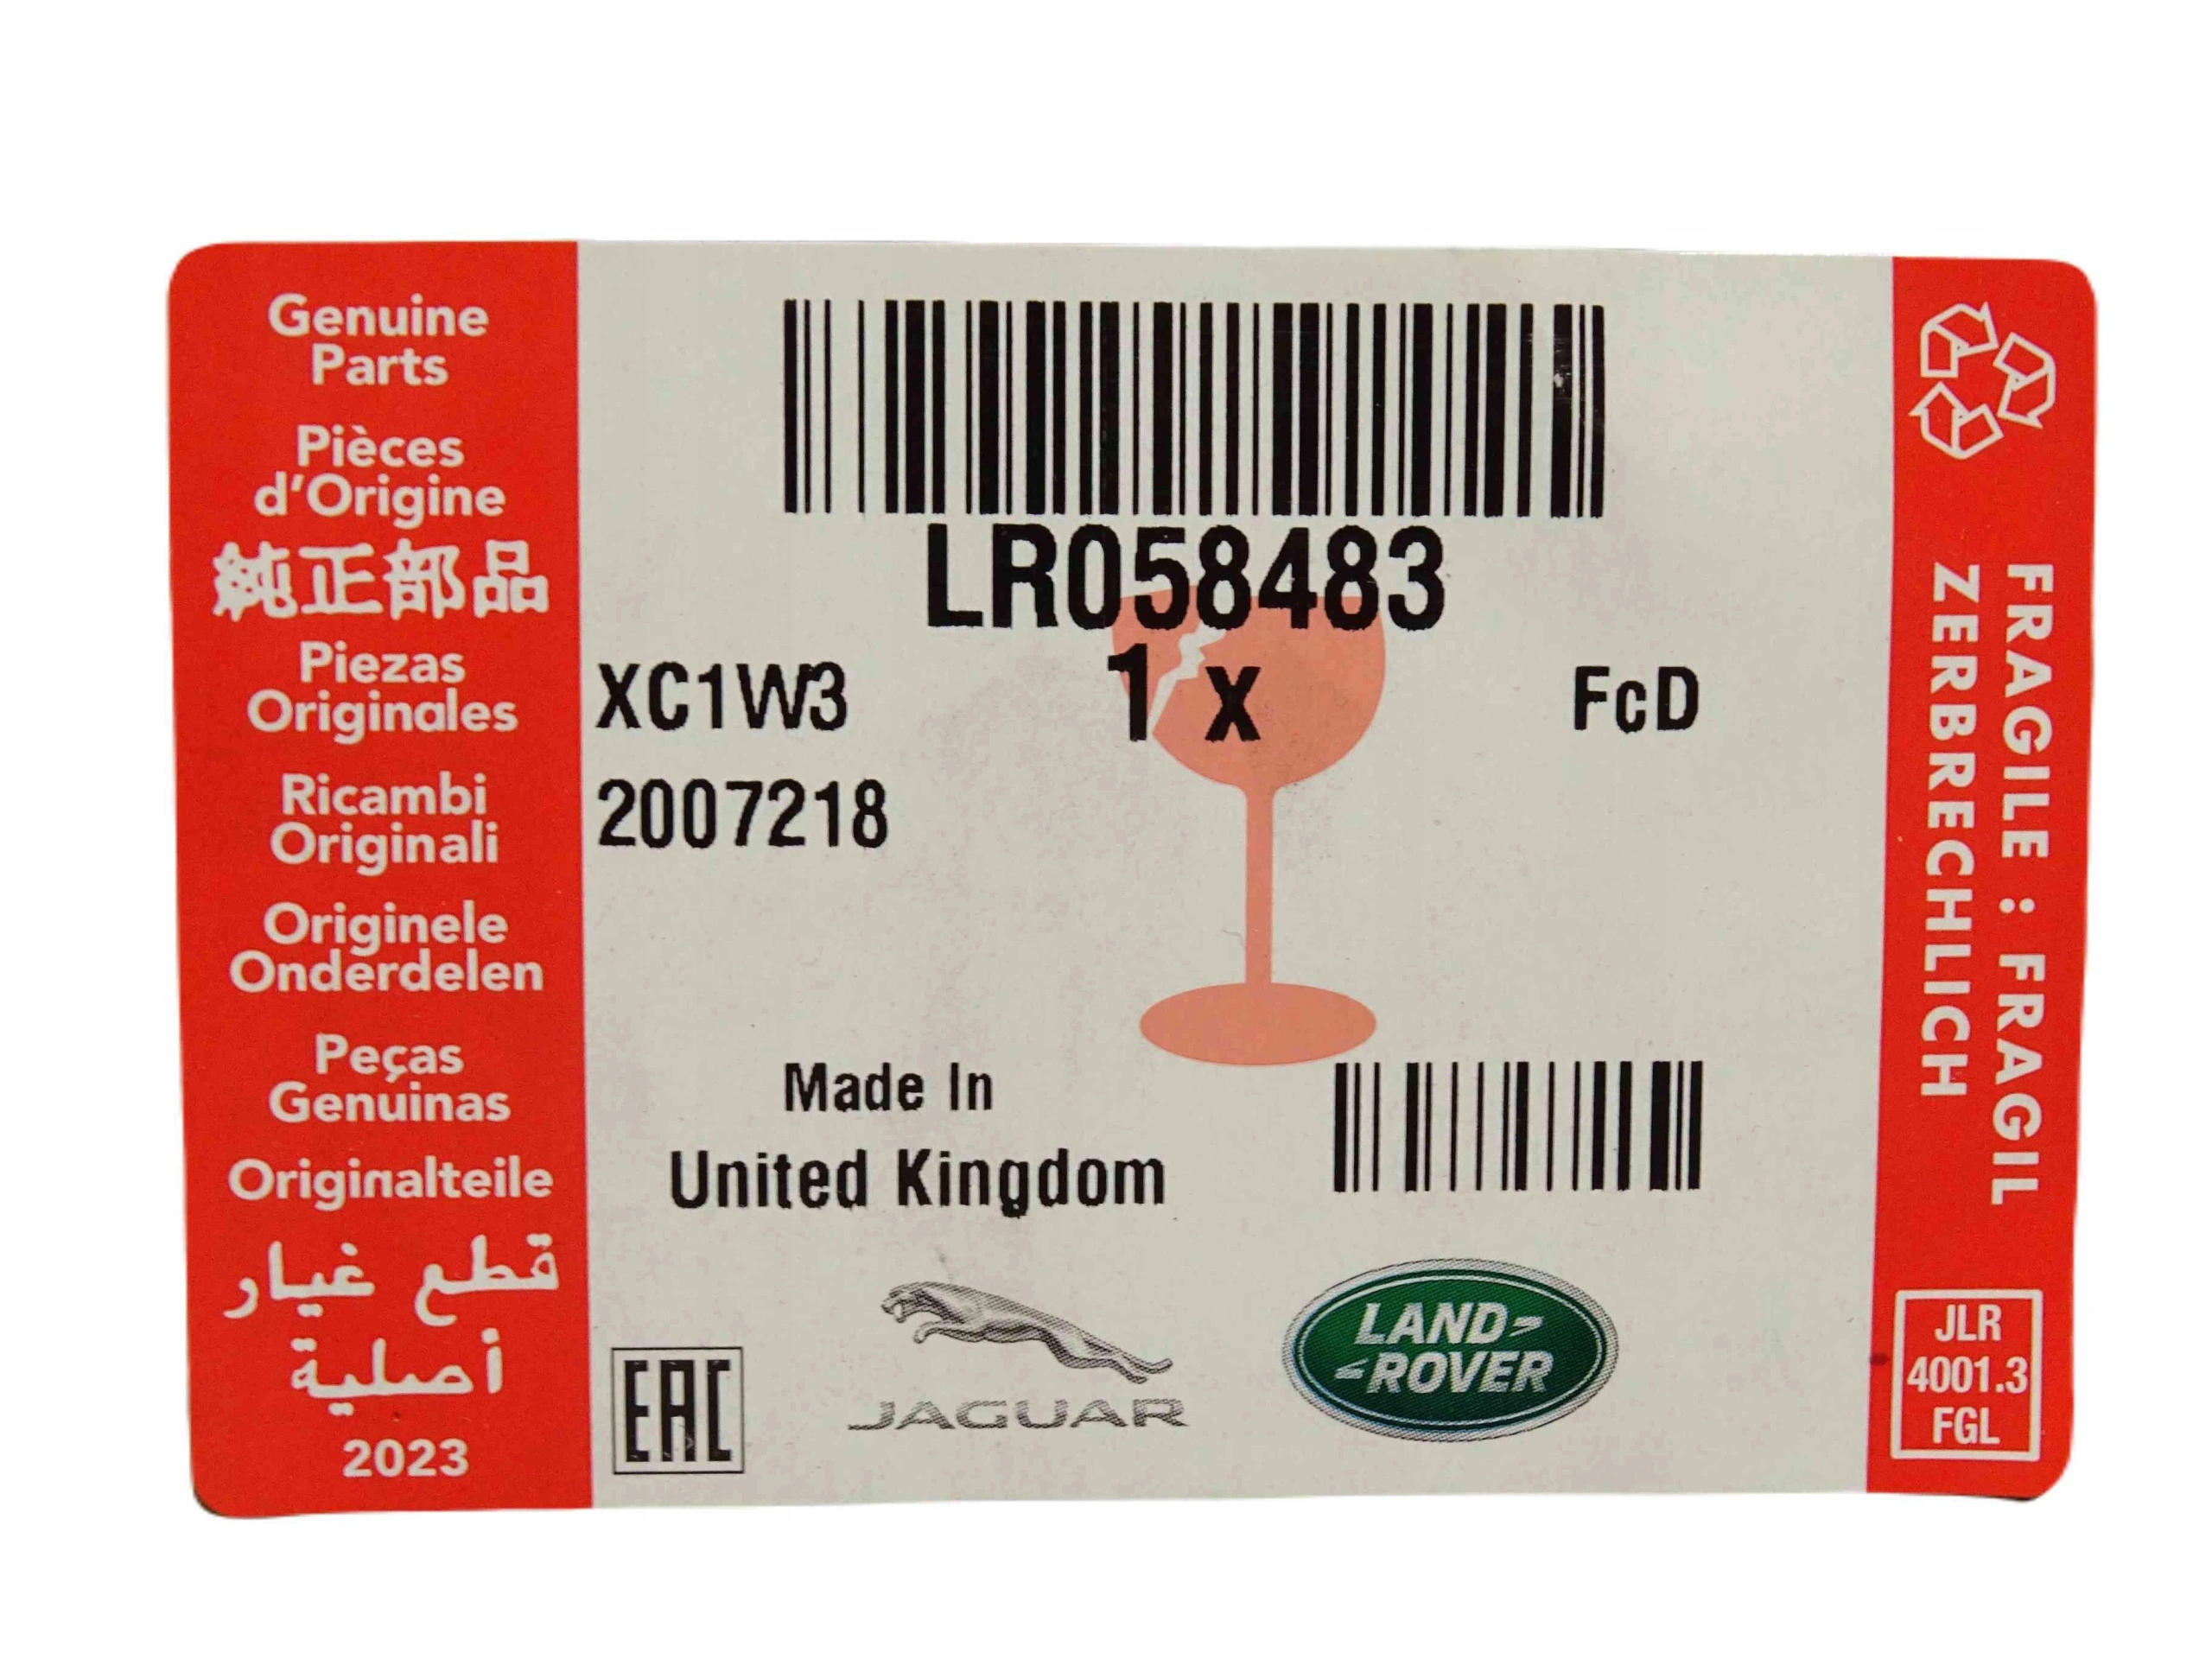 Genuine
Parts
Pièces
d'Origine
純正部品
Piezas
Originales
Ricambi
Originali
Originele
Onderdelen
Peças
Genuinas
Originalteile
قطع غيار
أصلية
2023
LR058483
XC1W3 1 x FcD
2007218
Made In
United Kingdom
EAC
JAGUAR
LAND-
-ROVER
FRAGILE : FRAGIL
ZERBRECHLICH
JLR
4001.3
FGL